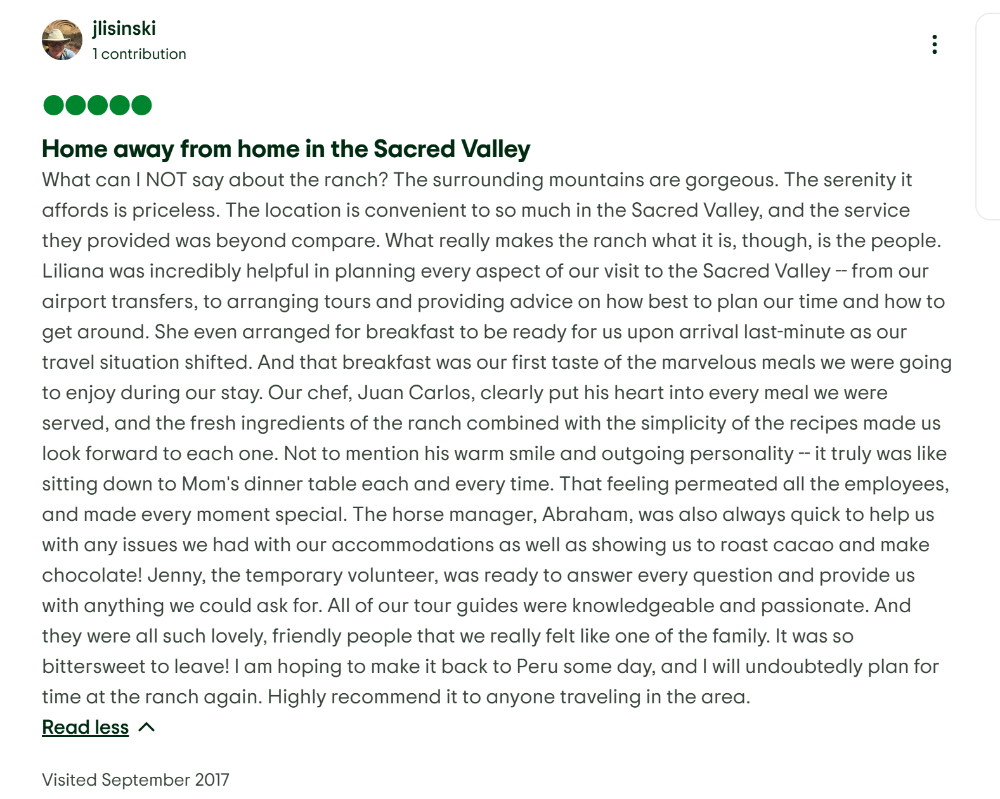 jlisinski
1 contribution
Home away from home in the Sacred Valley
What can I NOT say about the ranch? The surrounding mountains are gorgeous. The serenity it
affords is priceless. The location is convenient to so much in the Sacred Valley, and the service
they provided was beyond compare. What really makes the ranch what it is, though, is the people.
Liliana was incredibly helpful in planning every aspect of our visit to the Sacred Valley -- from our
airport transfers, to arranging tours and providing advice on how best to plan our time and how to
get around. She even arranged for breakfast to be ready for us upon arrival last-minute as our
travel situation shifted. And that breakfast was our first taste of the marvelous meals we were going
to enjoy during our stay. Our chef, Juan Carlos, clearly put his heart into every meal we were
served, and the fresh ingredients of the ranch combined with the simplicity of the recipes made us
look forward to each one. Not to mention his warm smile and outgoing personality -- it truly was like
sitting down to Mom's dinner table each and every time. That feeling permeated all the employees,
and made every moment special. The horse manager, Abraham, was also always quick to help us
with any issues we had with our accommodations as well as showing us to roast cacao and make
chocolate! Jenny, the temporary volunteer, was ready to answer every question and provide us
with anything we could ask for. All of our tour guides were knowledgeable and passionate. And
they were all such lovely, friendly people that we really felt like one of the family. It was so
bittersweet to leave! I am hoping to make it back to Peru some day, and I will undoubtedly plan for
time at the ranch again. Highly recommend it to anyone traveling in the area.
Read less
Visited September 2017